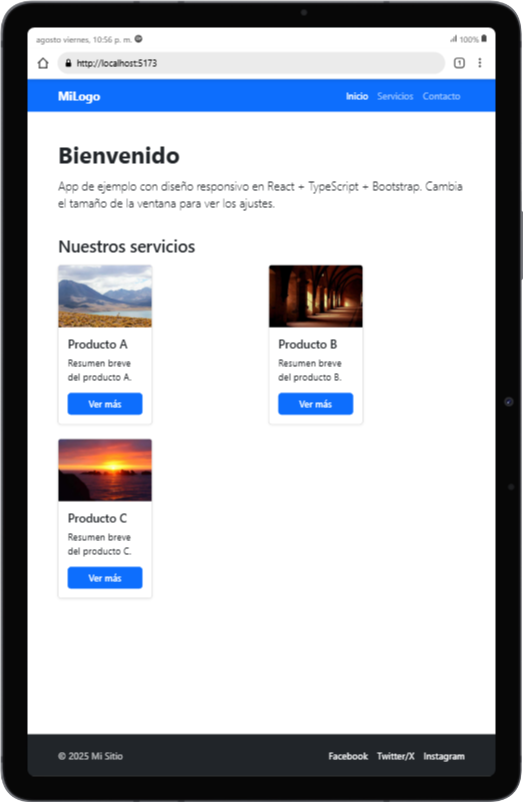 agosto viernes, 10:56 p. m.
100%
http://localhost:5173
1
MiLogo
Inicio Servicios Contacto
Bienvenido
App de ejemplo con diseño responsivo en React + TypeScript + Bootstrap. Cambia
el tamaño de la ventana para ver los ajustes.
Nuestros servicios
Producto A
Resumen breve
del producto A.
Ver más
Producto B
Resumen breve
del producto B.
Ver más
Producto C
Resumen breve
del producto C.
Ver más
© 2025 Mi Sitio
Facebook Twitter/X Instagram